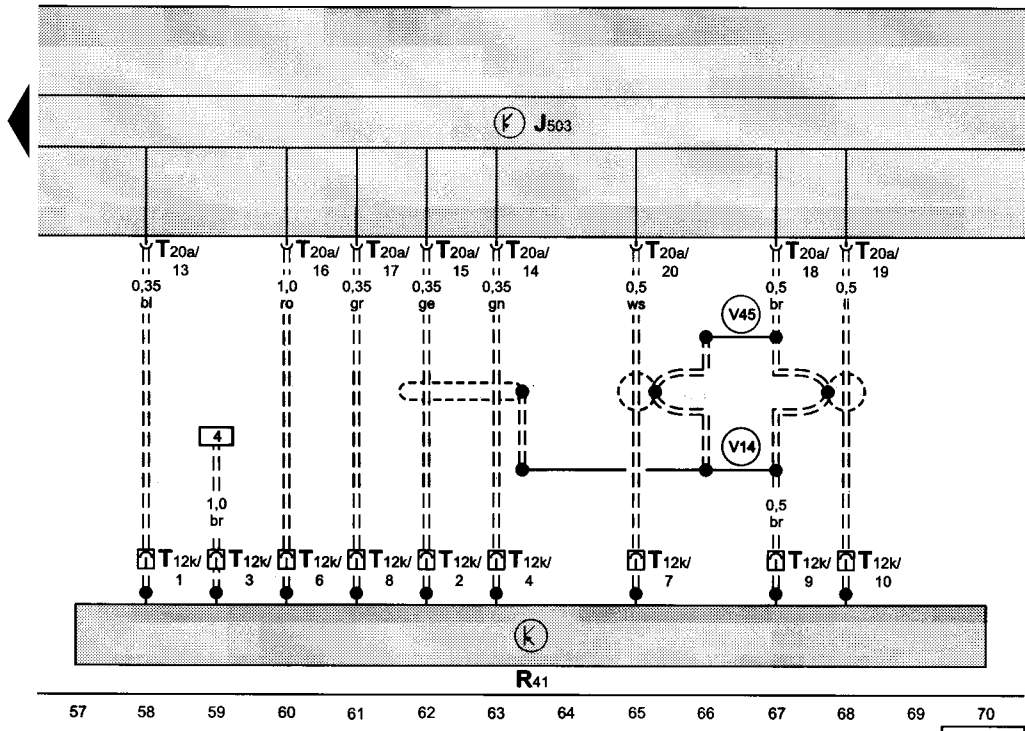 J503
T20a/ T20a/ T20a/ T20a/ T20a/ T20a/ T20a/ T20a/
13 16 17 15 14 20 18 19
0,35 1,0 0,35 0,35 0,35 0,5 0,5 0,5
bl ro gr ge gn ws br li
V45
4
V14
1,0 0,5
br br
T12k/ T12k/ T12k/ T12k/ T12k/ T12k/ T12k/ T12k/ T12k/
1 3 6 8 2 4 7 9 10
R41
57 58 59 60 61 62 63 64 65 66 67 68 69 70